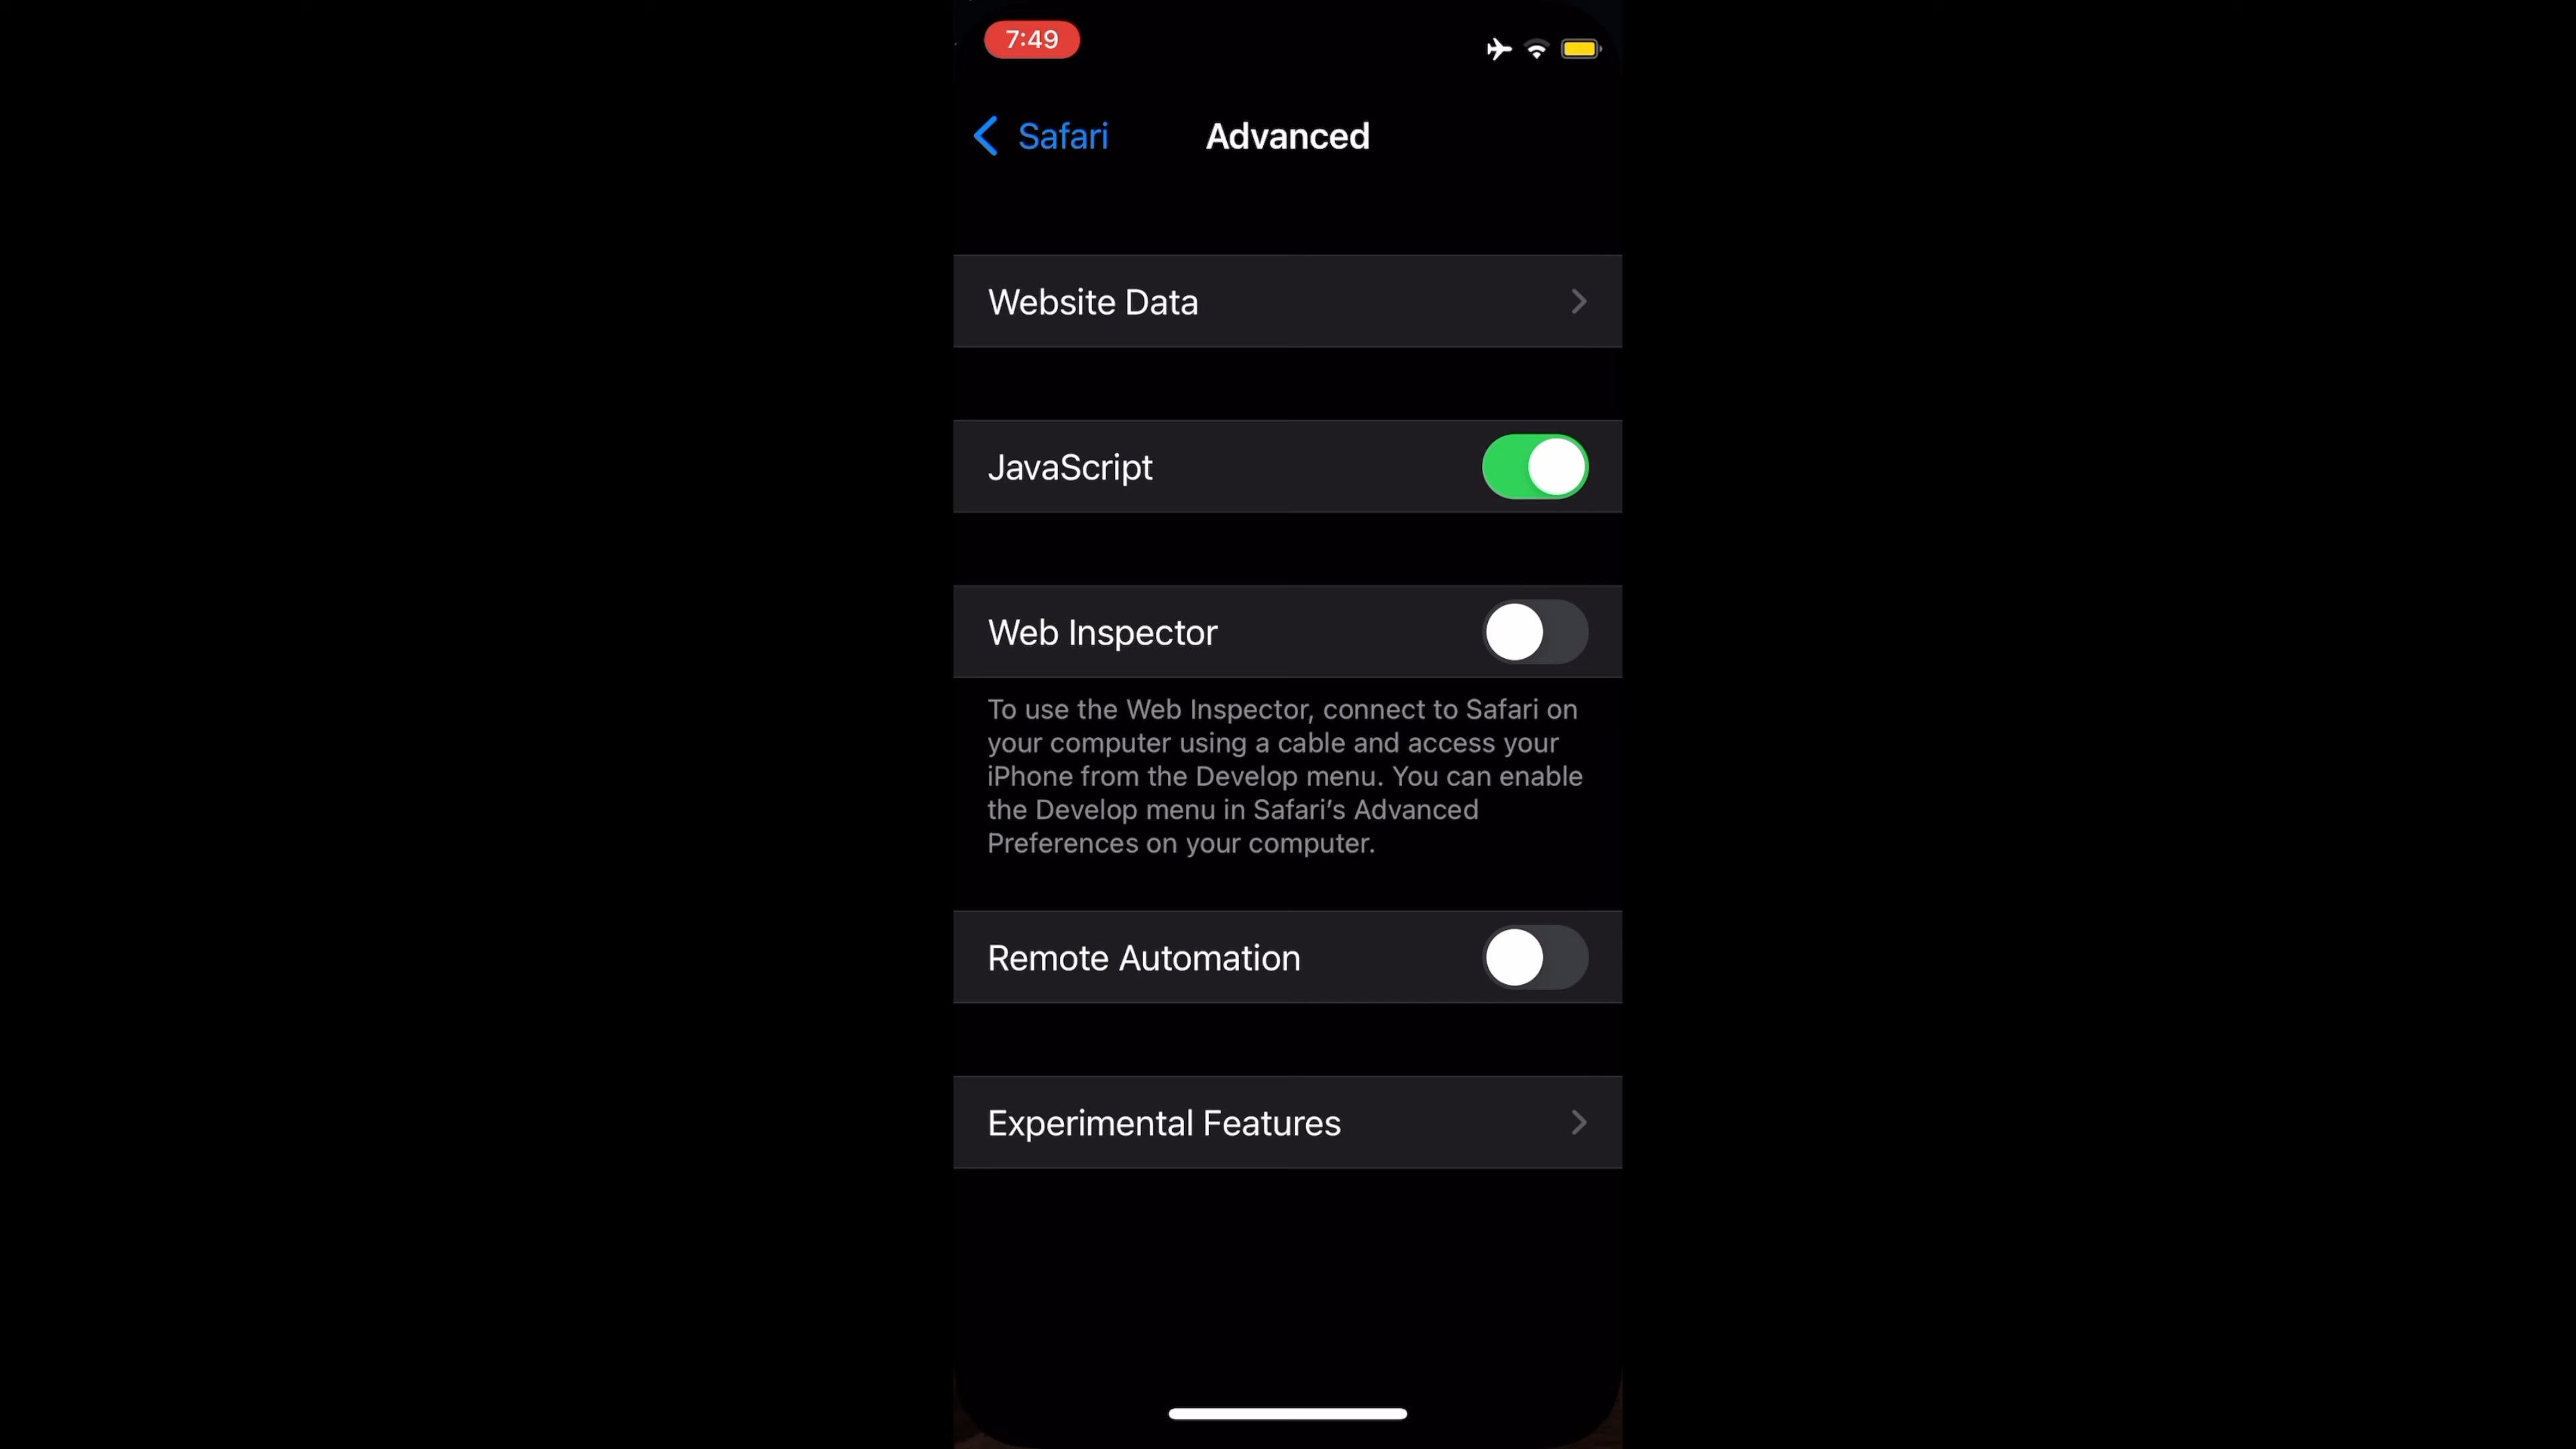 7:49
Safari
Advanced
Website Data
JavaScript
Web Inspector
To use the Web Inspector, connect to Safari on
your computer using a cable and access your
iPhone from the Develop menu. You can enable
the Develop menu in Safari’s Advanced
Preferences on your computer.
Remote Automation
Experimental Features